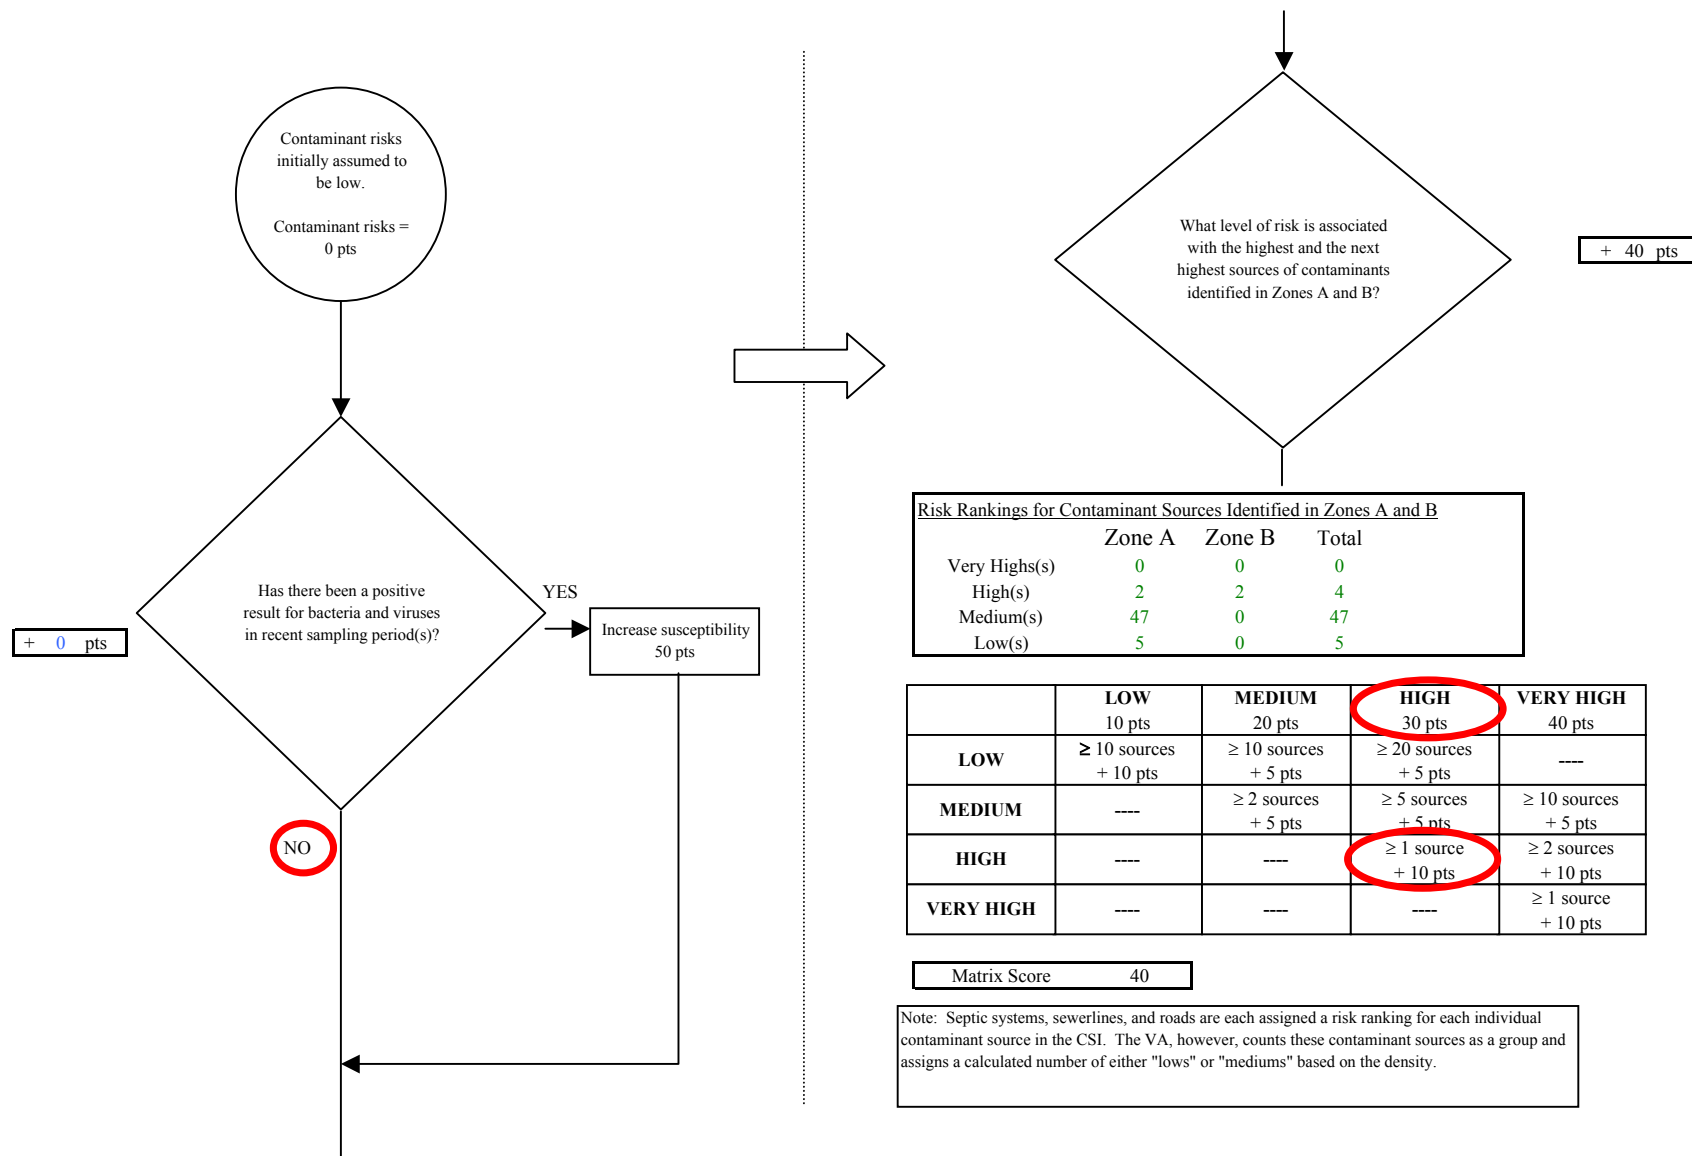 Contaminant risks
initially assumed to
be low.
Contaminant risks =
0 pts
Has there been a positive
result for bacteria and viruses
in recent sampling period(s)?
YES
+ 0 pts
Increase susceptibility
50 pts
NO
What level of risk is associated
with the highest and the next
highest sources of contaminants
identified in Zones A and B?
+ 40 pts
Risk Rankings for Contaminant Sources Identified in Zones A and B
Zone A Zone B Total
Very Highs(s) 0 0 0
High(s) 2 2 4
Medium(s) 47 0 47
Low(s) 5 0 5
LOW MEDIUM HIGH VERY HIGH
10 pts 20 pts 30 pts 40 pts
LOW ≥ 10 sources + 10 pts ≥ 10 sources + 5 pts ≥ 20 sources + 5 pts ----
MEDIUM ---- ≥ 2 sources + 5 pts ≥ 5 sources + 5 pts ≥ 10 sources + 5 pts
HIGH ---- ---- ≥ 1 source + 10 pts ≥ 2 sources + 10 pts
VERY HIGH ---- ---- ---- ≥ 1 source + 10 pts
Matrix Score 40
Note: Septic systems, sewerlines, and roads are each assigned a risk ranking for each individual
contaminant source in the CSI. The VA, however, counts these contaminant sources as a group and
assigns a calculated number of either "lows" or "mediums" based on the density.